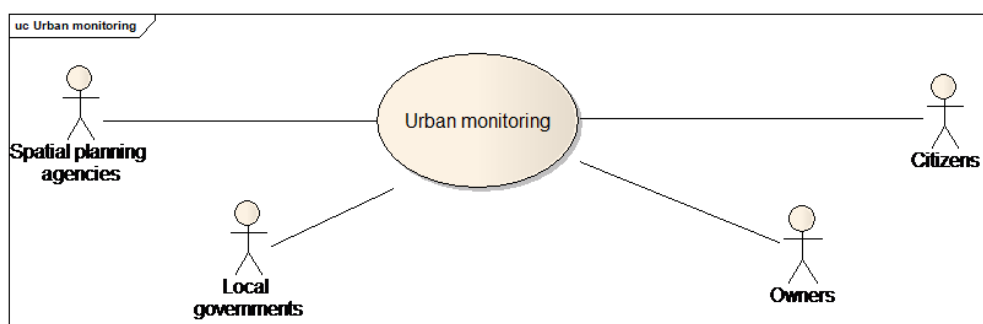 uc Urban monitoring
Urban monitoring
Spatial planning
agencies
Citizens
Local
governments
Owners